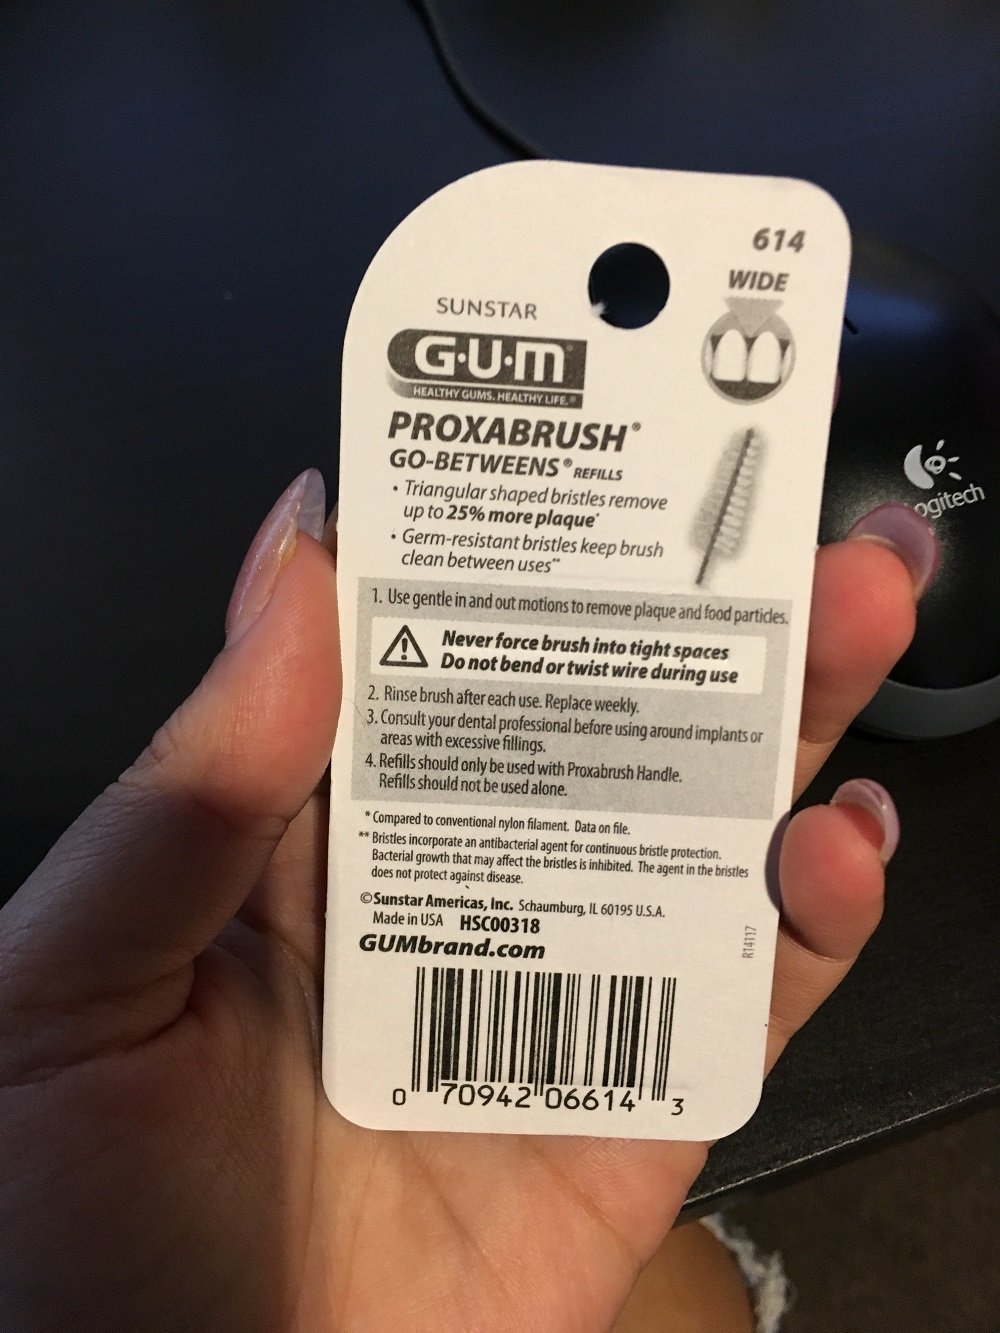 614
WIDE
SUNSTAR
G·U·M®
HEALTHY GUMS. HEALTHY LIFE.®
PROXABRUSH®
GO-BETWEENS® REFILLS
• Triangular shaped bristles remove
up to 25% more plaque*
• Germ-resistant bristles keep brush
clean between uses**
1. Use gentle in and out motions to remove plaque and food particles.
Never force brush into tight spaces
Do not bend or twist wire during use
2. Rinse brush after each use. Replace weekly.
3. Consult your dental professional before using around implants or
areas with excessive fillings.
4. Refills should only be used with Proxabrush Handle.
Refills should not be used alone.
* Compared to conventional nylon filament. Data on file.
** Bristles incorporate an antibacterial agent for continuous bristle protection.
Bacterial growth that may affect the bristles is inhibited. The agent in the bristles
does not protect against disease.
©Sunstar Americas, Inc. Schaumburg, IL 60195 U.S.A.
Made in USA HSC00318
GUMbrand.com
R14117
0 70942 06614 3
Logitech